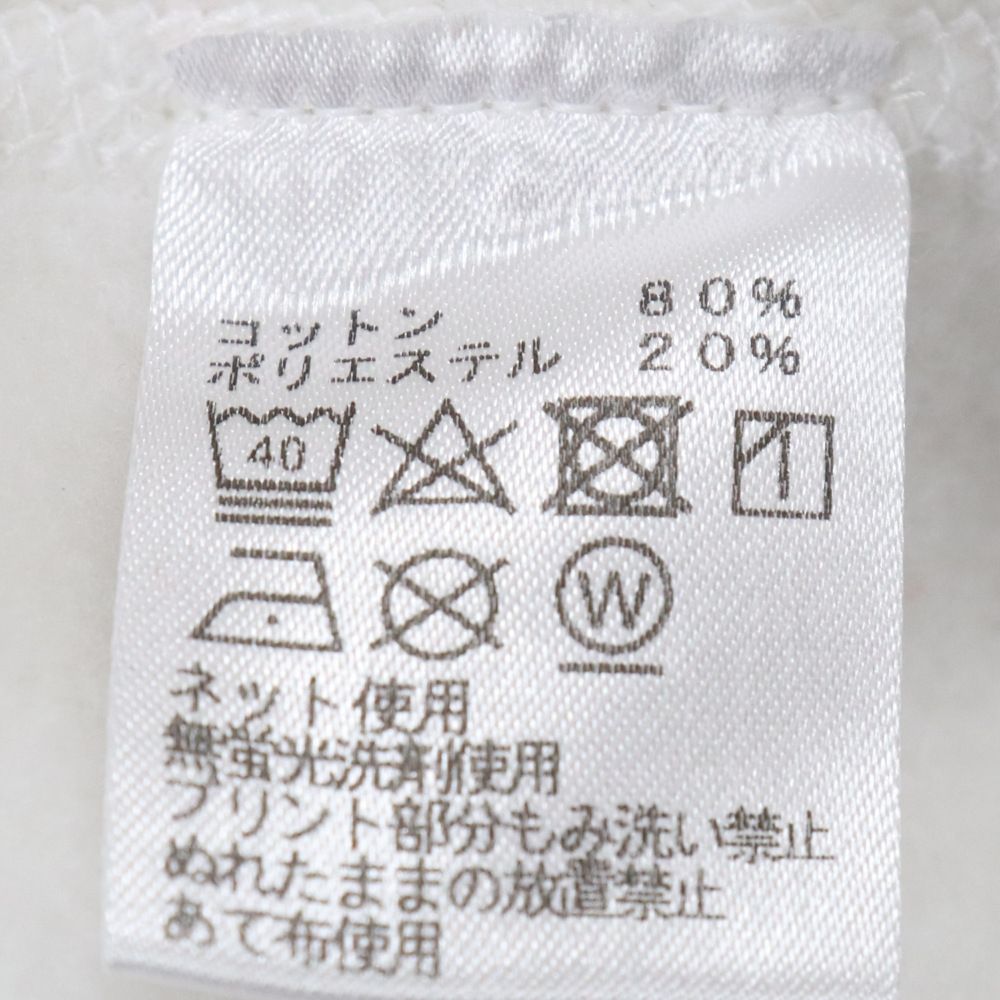 コットン 80%
ポリエステル 20%
40
W
ネット使用
無蛍光洗剤使用
プリント部分もみ洗い禁止
ぬれたままの放置禁止
あて布使用